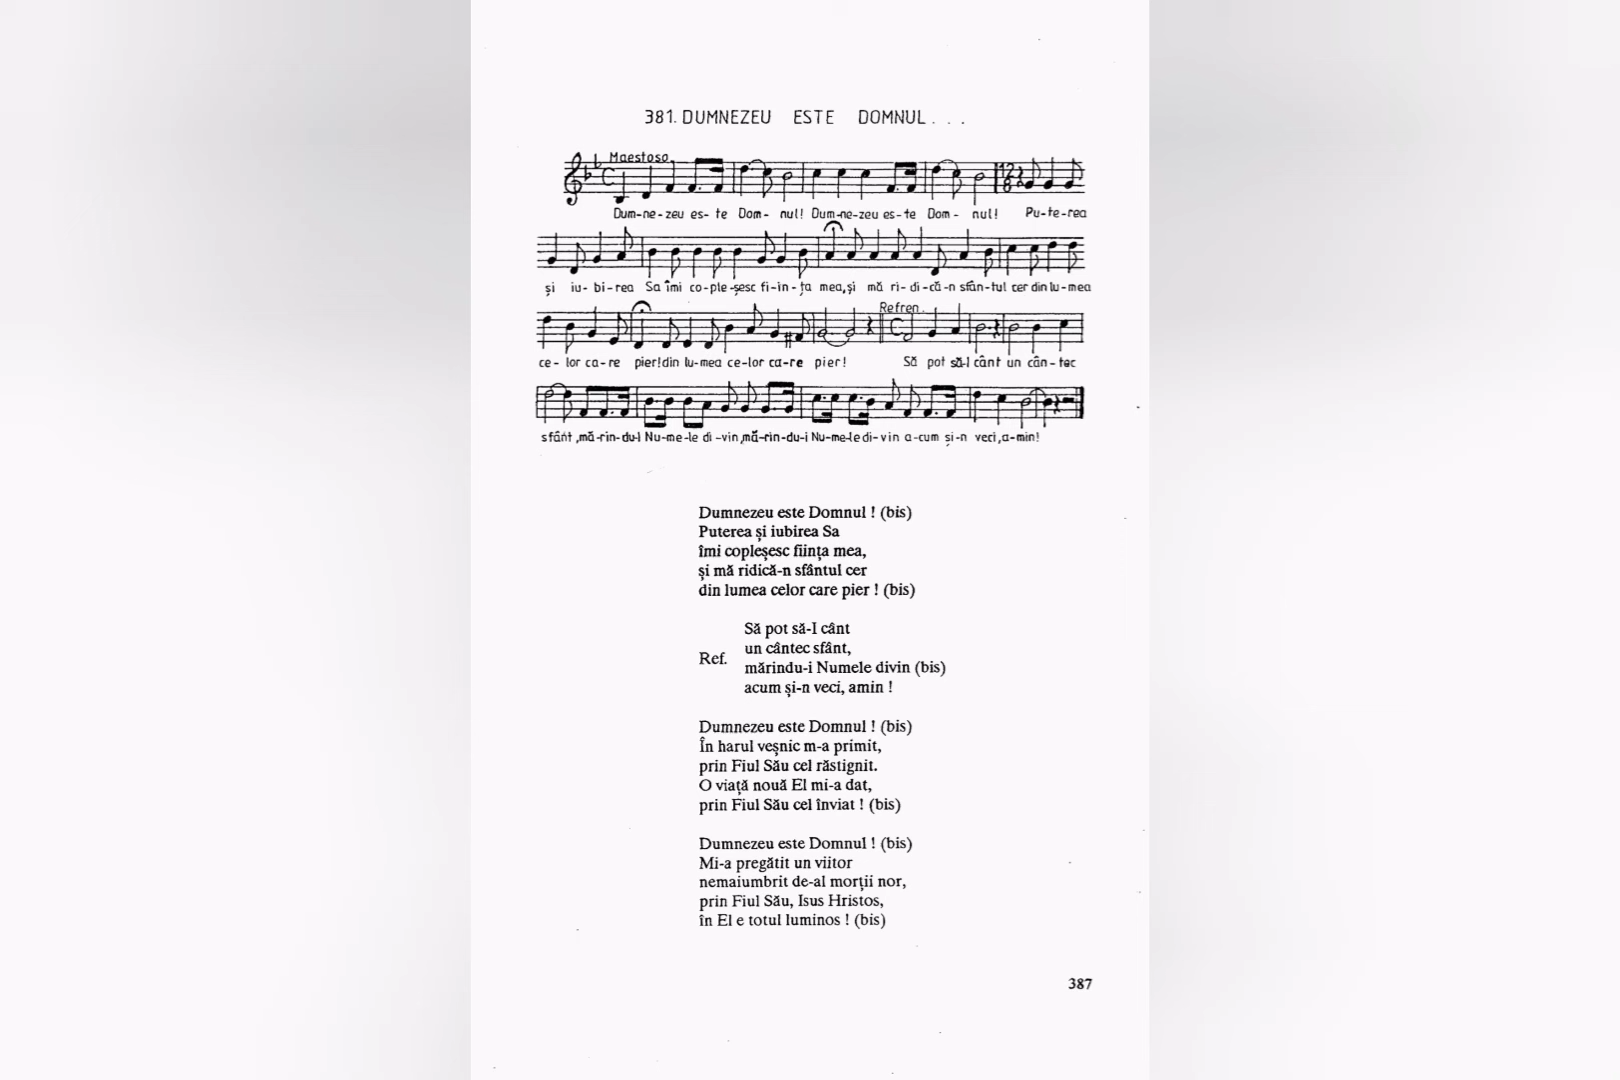 381. DUMNEZEU ESTE DOMNUL...
Maestoso
Dum-ne-zeu es-te Dom-nul! Dum-ne-zeu es-te Dom-nul! Pu-te-rea
și iu-bi-rea Sa îmi co-ple-șesc fi-in-ța mea,și mă ri-di-că-n sfân-tul cer din lu-mea
Refren.
ce-lor ca-re pier!din lu-mea ce-lor ca-re pier! Să pot să-I cânt un cân-tec
sfânt,mă-rin-du-I Nu-me-le di-vin,mă-rin-du-i Nu-me-le di-vin a-cum și-n veci,a-min!
Dumnezeu este Domnul ! (bis)
Puterea și iubirea Sa
îmi copleșesc ființa mea,
și mă ridică-n sfântul cer
din lumea celor care pier ! (bis)
Să pot să-I cânt
un cântec sfânt,
Ref.
mărindu-i Numele divin (bis)
acum și-n veci, amin !
Dumnezeu este Domnul ! (bis)
În harul veșnic m-a primit,
prin Fiul Său cel răstignit.
O viață nouă El mi-a dat,
prin Fiul Său cel înviat ! (bis)
Dumnezeu este Domnul ! (bis)
Mi-a pregătit un viitor
nemaiumbrit de-al morții nor,
prin Fiul Său, Isus Hristos,
în El e totul luminos ! (bis)
387